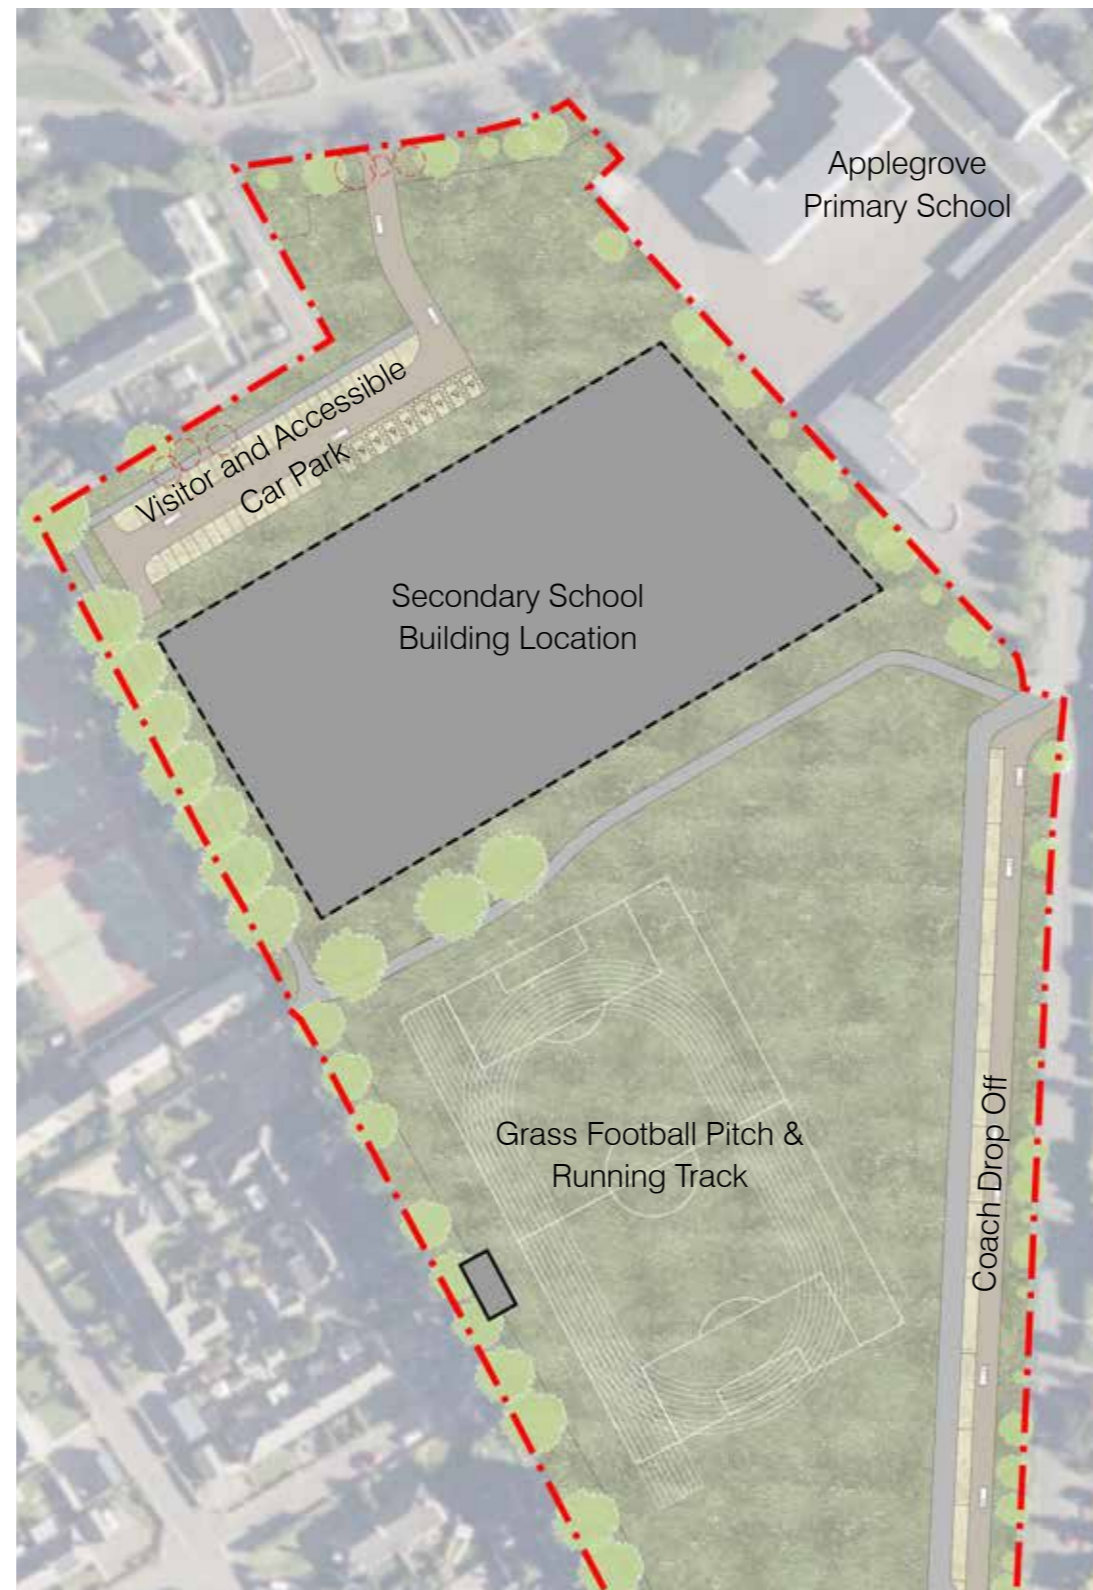 Applegrove
Primary School
Visitor and Accessible
Car Park
Secondary School
Building Location
Grass Football Pitch &
Running Track
Coach Drop Off